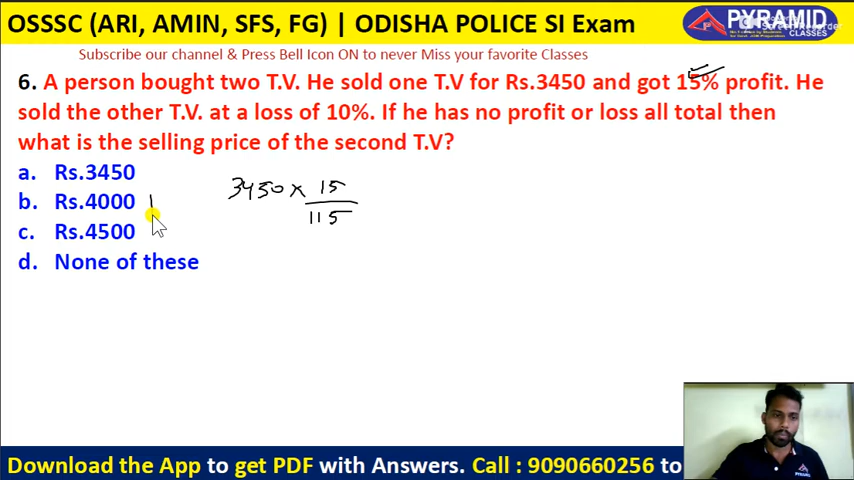 OSSSC (ARI, AMIN, SFS, FG) | ODISHA POLICE SI Exam
PYRAMID
CLASSES
Subscribe our channel & Press Bell Icon ON to never Miss your favorite Classes
6. A person bought two T.V. He sold one T.V for Rs.3450 and got 15% profit. He
sold the other T.V. at a loss of 10%. If he has no profit or loss all total then
what is the selling price of the second T.V?
a. Rs.3450
b. Rs.4000
c. Rs.4500
d. None of these
3450 × 15
115
PYRAMID
Download the App to get PDF with Answers. Call : 9090660256 to